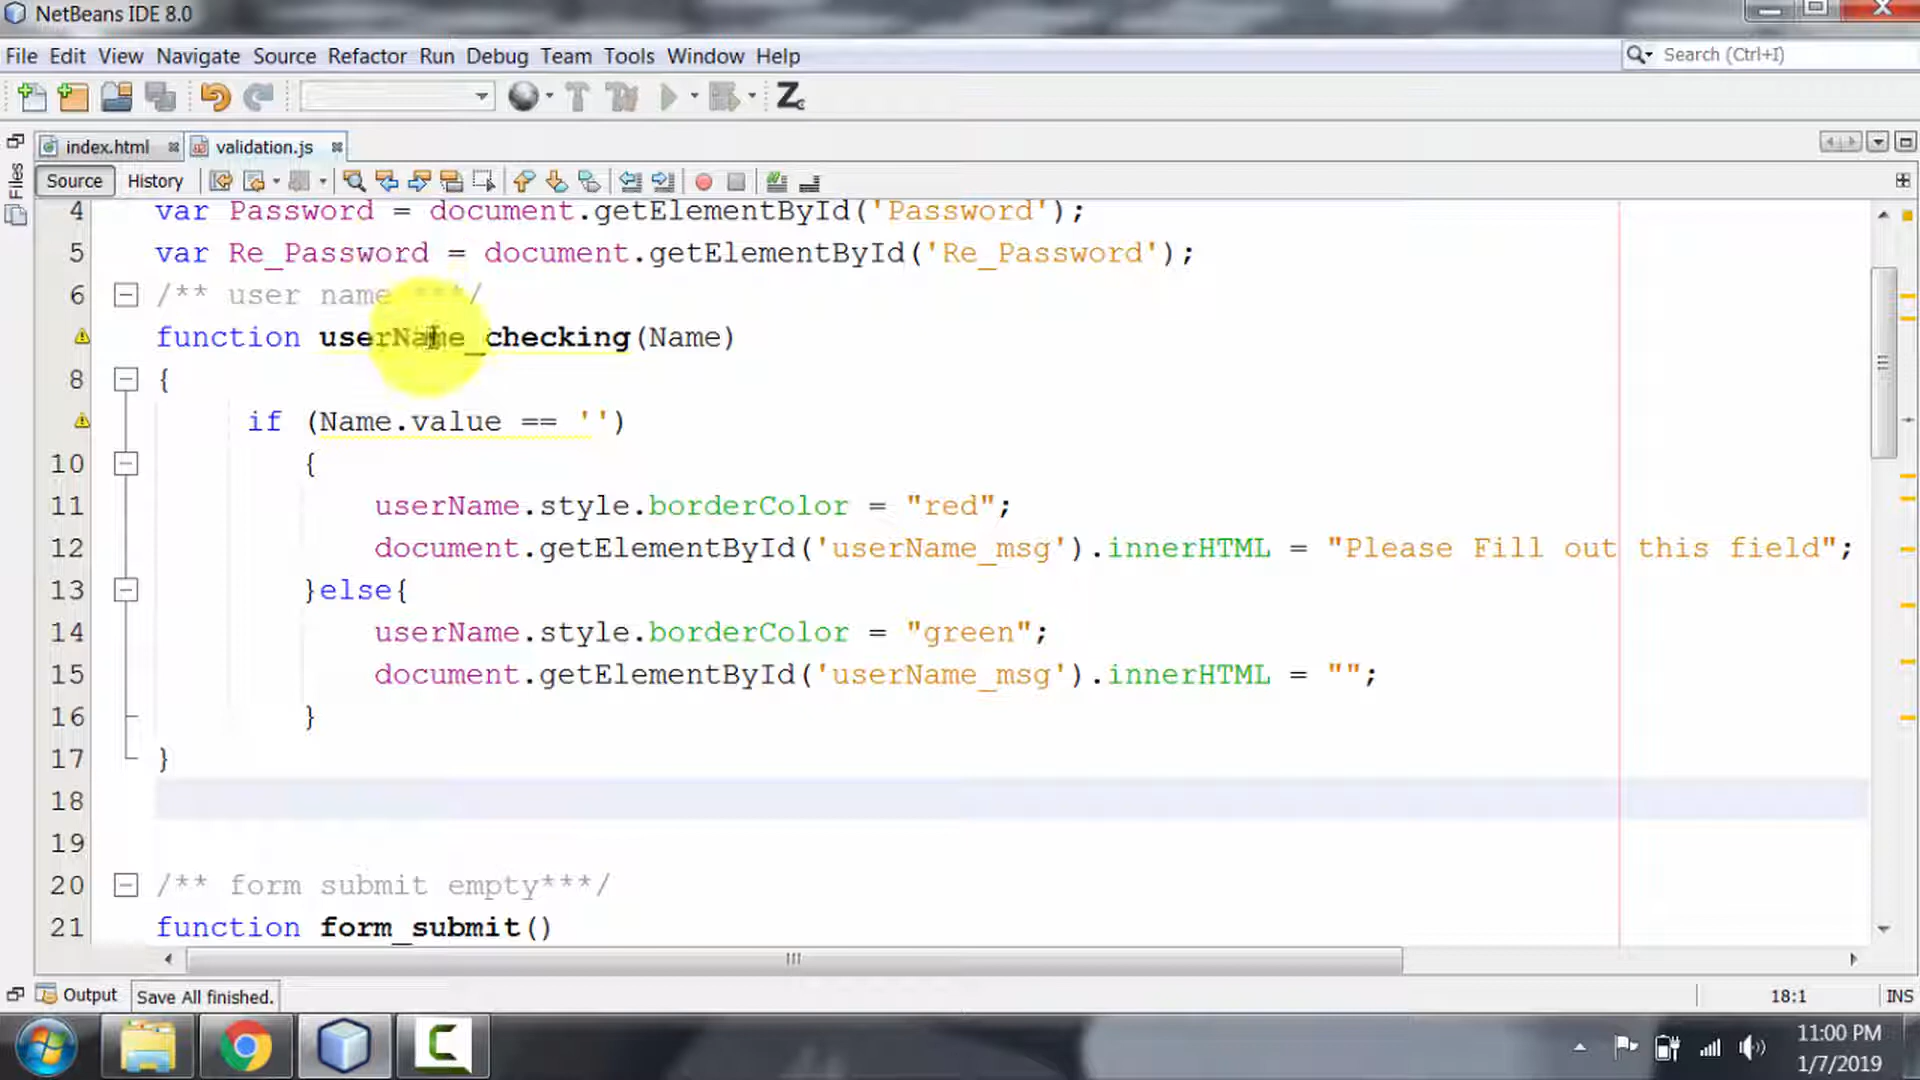 NetBeans IDE 8.0
File Edit View Navigate Source Refactor Run Debug Team Tools Window Help
Search (Ctrl+I)
index.html validation.js
Files
Source History
4 var Password = document.getElementById('Password');
5 var Re_Password = document.getElementById('Re_Password');
6 /** user name ***/
function userName_checking(Name)
8 {
if (Name.value == '')
10 {
11 userName.style.borderColor = "red";
12 document.getElementById('userName_msg').innerHTML = "Please Fill out this field";
13 }else{
14 userName.style.borderColor = "green";
15 document.getElementById('userName_msg').innerHTML = "";
16 }
17 }
18
19
20 /** form submit empty***/
21 function form_submit()
Output Save All finished. 18:1 INS
11:00 PM
1/7/2019